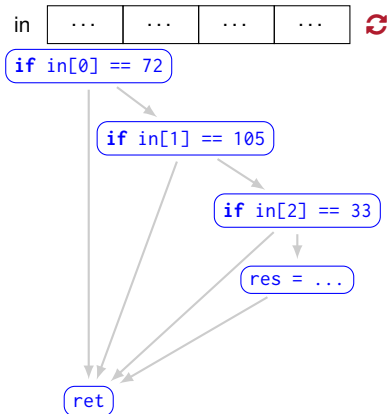 in ... ... ... ...
if in[0] == 72
if in[1] == 105
if in[2] == 33
res = ...
ret